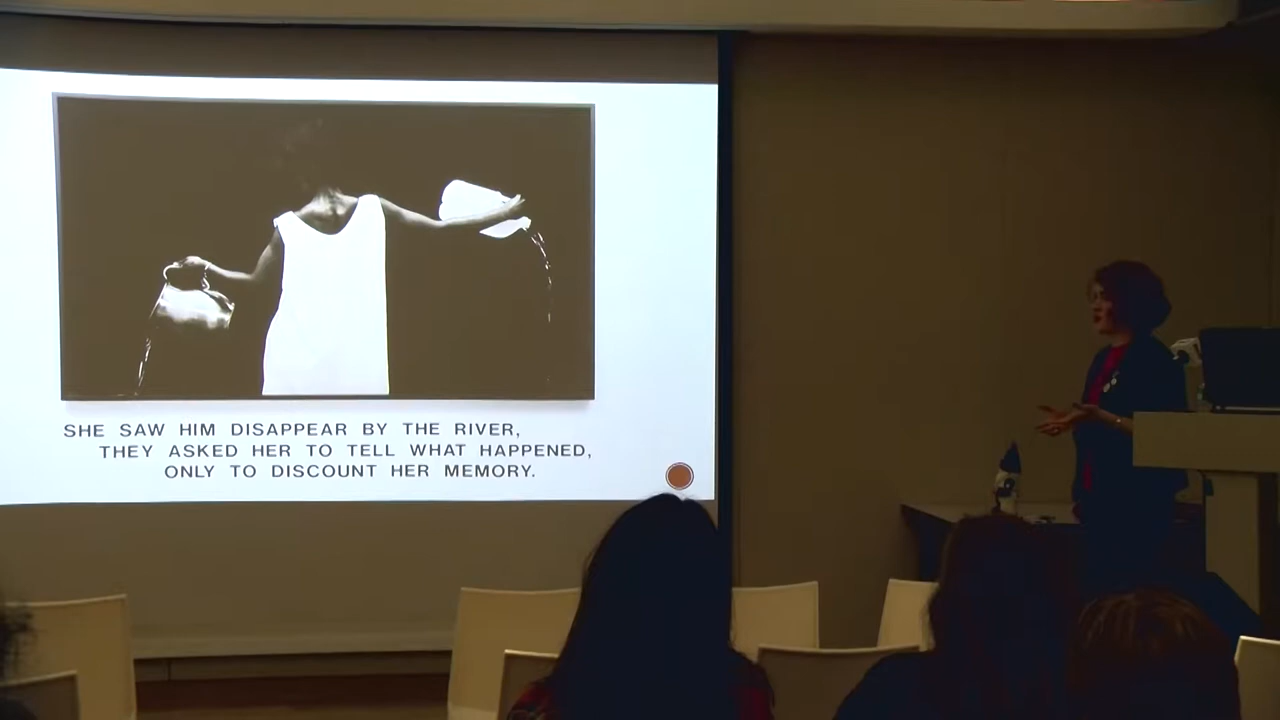 SHE SAW HIM DISAPPEAR BY THE RIVER,
THEY ASKED HER TO TELL WHAT HAPPENED,
ONLY TO DISCOUNT HER MEMORY.